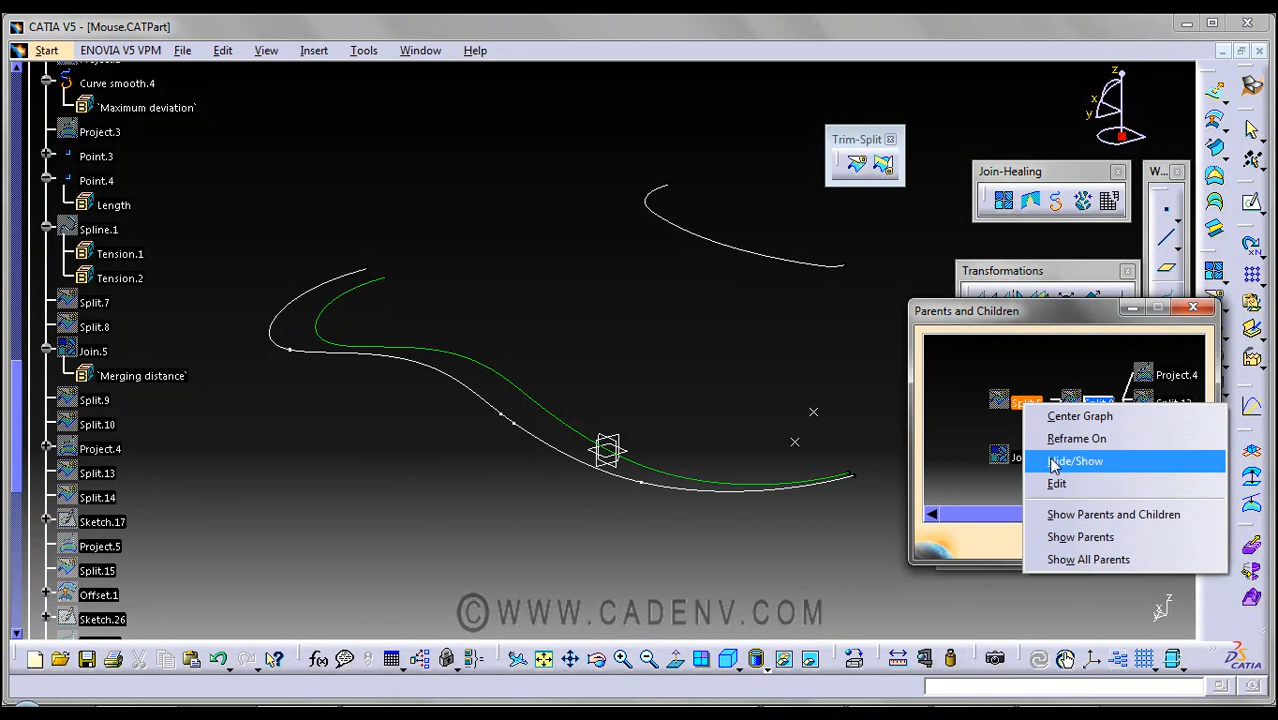 CATIA V5 - [Mouse.CATPart]
Start ENOVIA V5 VPM File Edit View Insert Tools Window Help
Curve smooth.4
`Maximum deviation`
Project.3
Point.3
Point.4
Length
Spline.1
Tension.1
Tension.2
Split.7
Split.8
Join.5
`Merging distance`
Split.9
Split.10
Project.4
Split.13
Split.14
Sketch.17
Project.5
Split.15
Offset.1
Sketch.26
z
x
y
Trim-Split
Join-Healing
W...
Transformations
Parents and Children
Project.4
Center Graph
Reframe On
Hide/Show
Edit
Show Parents and Children
Show Parents
Show All Parents
z
x
y
©WWW.CADENV.COM
f(x)
CATIA